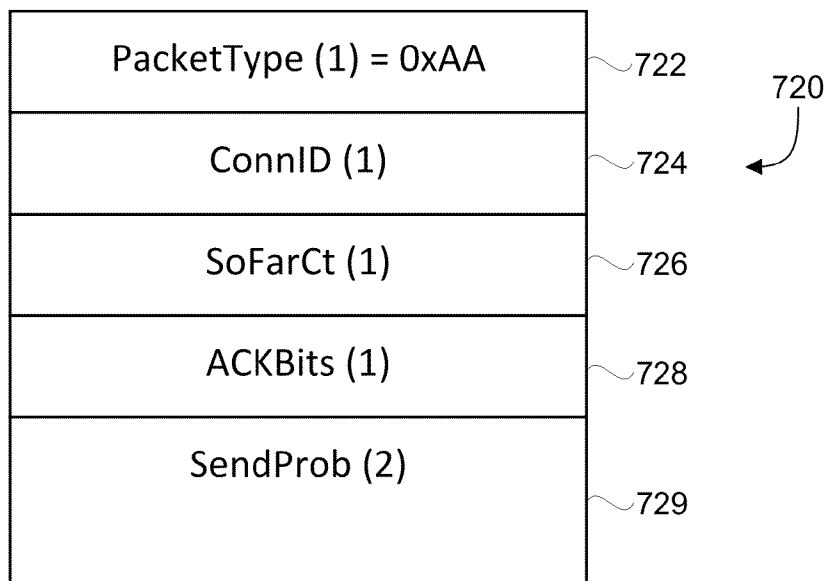 PacketType (1) = 0xAA
722
720
ConnID (1)
724
SoFarCt (1)
726
ACKBits (1)
728
SendProb (2)
729